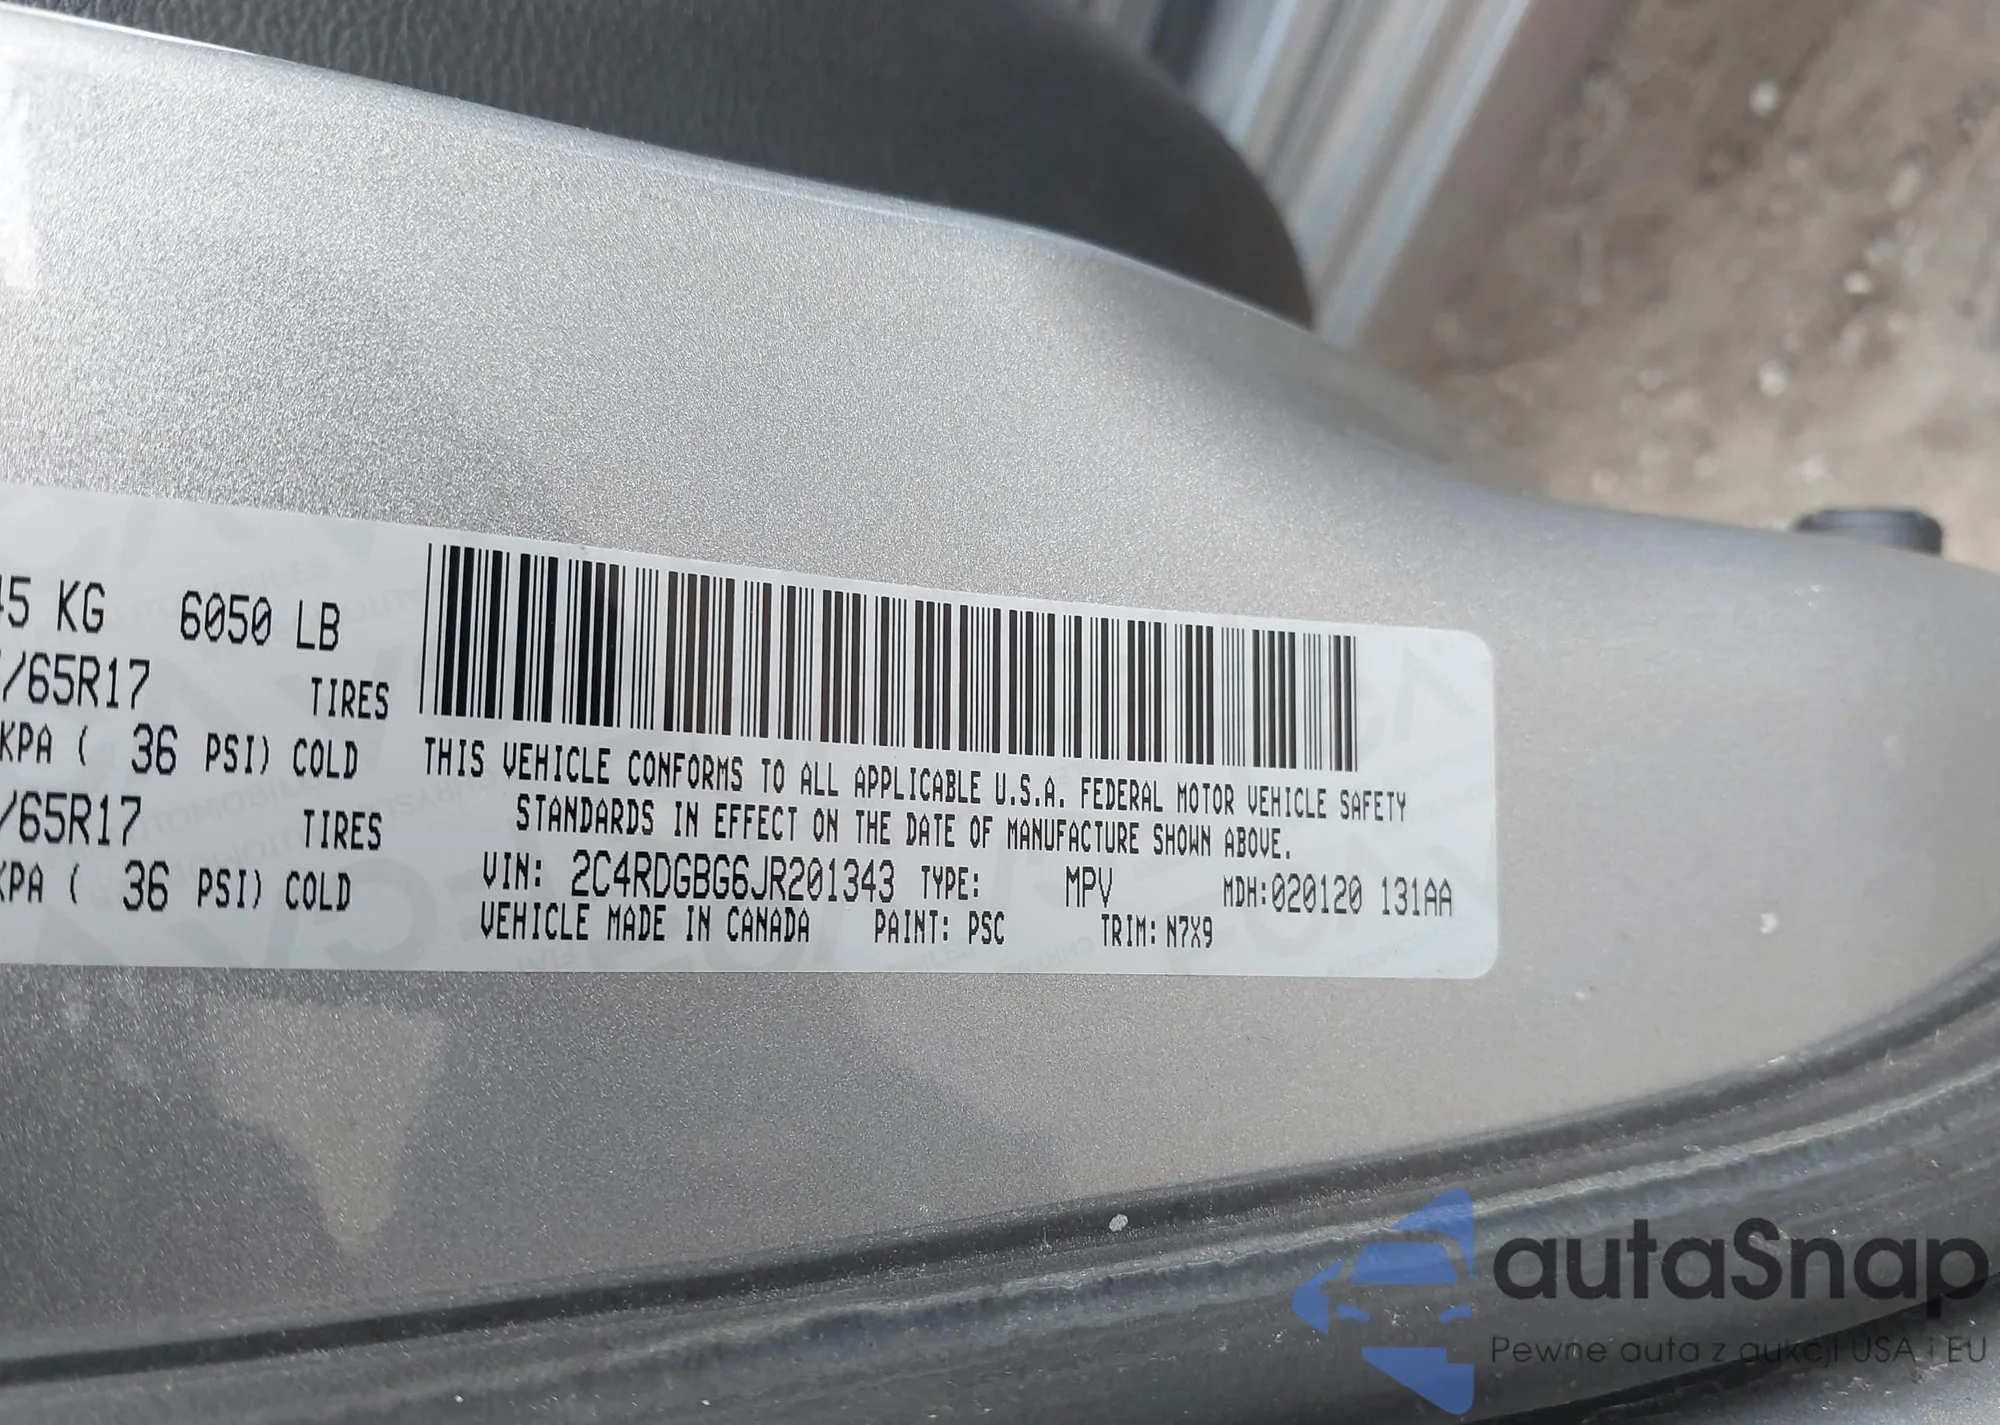 45 KG 6050 LB
/65R17 TIRES
KPA ( 36 PSI) COLD
/65R17 TIRES
KPA ( 36 PSI) COLD
THIS VEHICLE CONFORMS TO ALL APPLICABLE U.S.A. FEDERAL MOTOR VEHICLE SAFETY
STANDARDS IN EFFECT ON THE DATE OF MANUFACTURE SHOWN ABOVE.
VIN: 2C4RDGBG6JR201343 TYPE: MPV MDH:020120 131AA
VEHICLE MADE IN CANADA PAINT: PSC TRIM: N7X9
autaSnap
Pewne auta z aukcji USA i EU